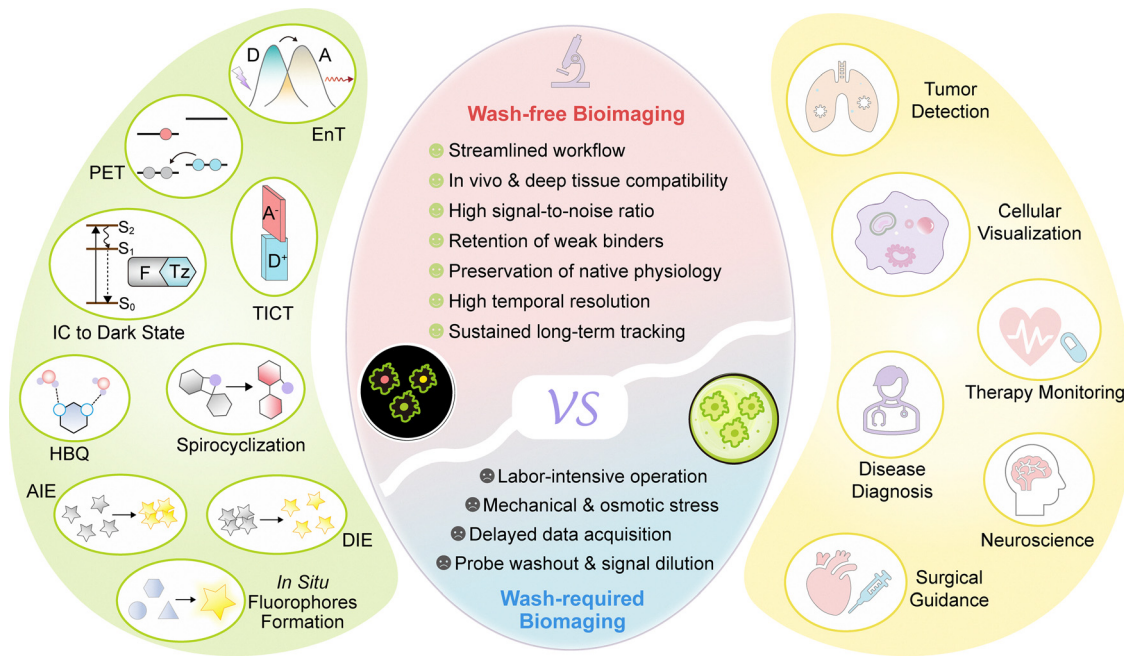 D
A
EnT
PET
S2
S1
S0
F
Tz
IC to Dark State
A-
D+
TICT
HBQ
Spirocyclization
AIE
DIE
In Situ
Fluorophores
Formation
Wash-free Bioimaging
Streamlined workflow
In vivo & deep tissue compatibility
High signal-to-noise ratio
Retention of weak binders
Preservation of native physiology
High temporal resolution
Sustained long-term tracking
VS
Labor-intensive operation
Mechanical & osmotic stress
Delayed data acquisition
Probe washout & signal dilution
Wash-required
Biomaging
Tumor
Detection
Cellular
Visualization
Therapy Monitoring
Disease
Diagnosis
Neuroscience
Surgical
Guidance